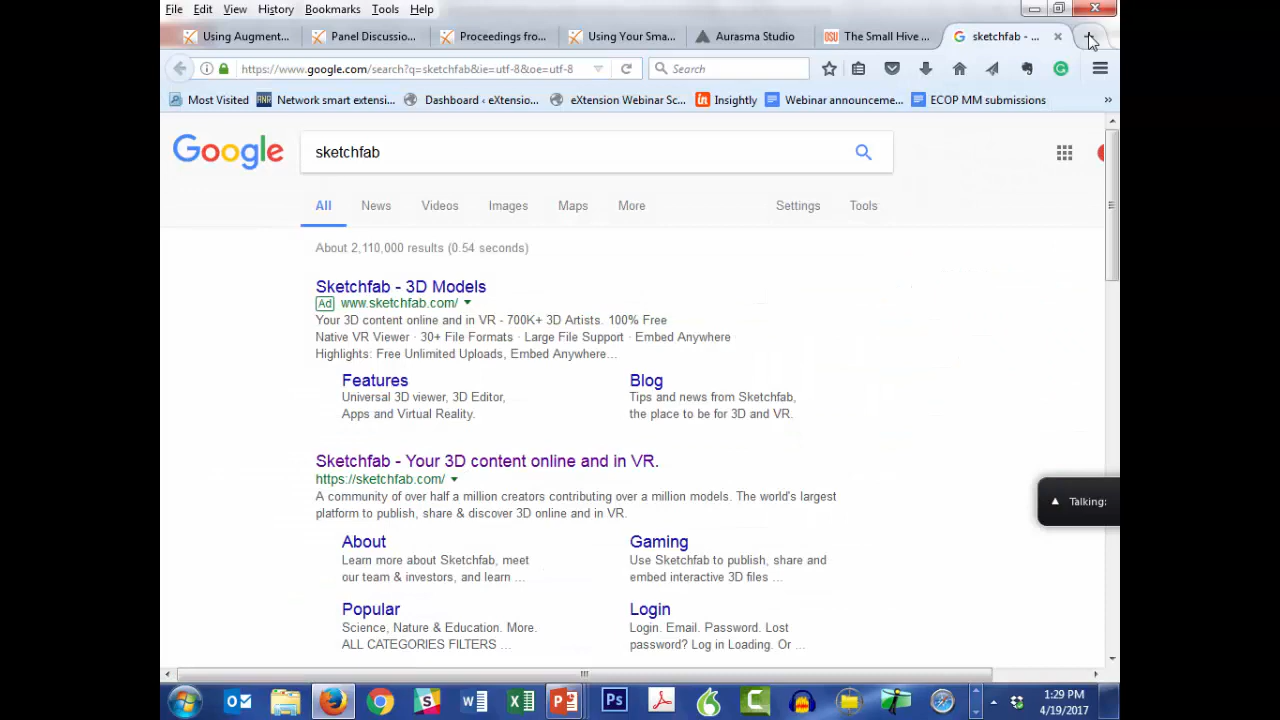 File Edit View History Bookmarks Tools Help
Using Augment... Panel Discussio... Proceedings fro... Using Your Sma... Aurasma Studio The Small Hive ... sketchfab - ...
https://www.google.com/search?q=sketchfab&ie=utf-8&oe=utf-8 Search
Most Visited Network smart extensi... Dashboard ‹ eXtensio... eXtension Webinar Sc... Insightly Webinar announceme... ECOP MM submissions
Google sketchfab
All News Videos Images Maps More Settings Tools
About 2,110,000 results (0.54 seconds)
Sketchfab - 3D Models
Ad www.sketchfab.com/
Your 3D content online and in VR - 700K+ 3D Artists. 100% Free
Native VR Viewer · 30+ File Formats · Large File Support · Embed Anywhere
Highlights: Free Unlimited Uploads, Embed Anywhere…
Features
Universal 3D viewer, 3D Editor,
Apps and Virtual Reality.
Blog
Tips and news from Sketchfab,
the place to be for 3D and VR.
Sketchfab - Your 3D content online and in VR.
https://sketchfab.com/
A community of over half a million creators contributing over a million models. The world's largest
platform to publish, share & discover 3D online and in VR.
About
Learn more about Sketchfab, meet
our team & investors, and learn ...
Gaming
Use Sketchfab to publish, share and
embed interactive 3D files ...
Popular
Science, Nature & Education. More.
ALL CATEGORIES FILTERS ...
Login
Login. Email. Password. Lost
password? Log in Loading. Or ...
Talking:
1:29 PM
4/19/2017